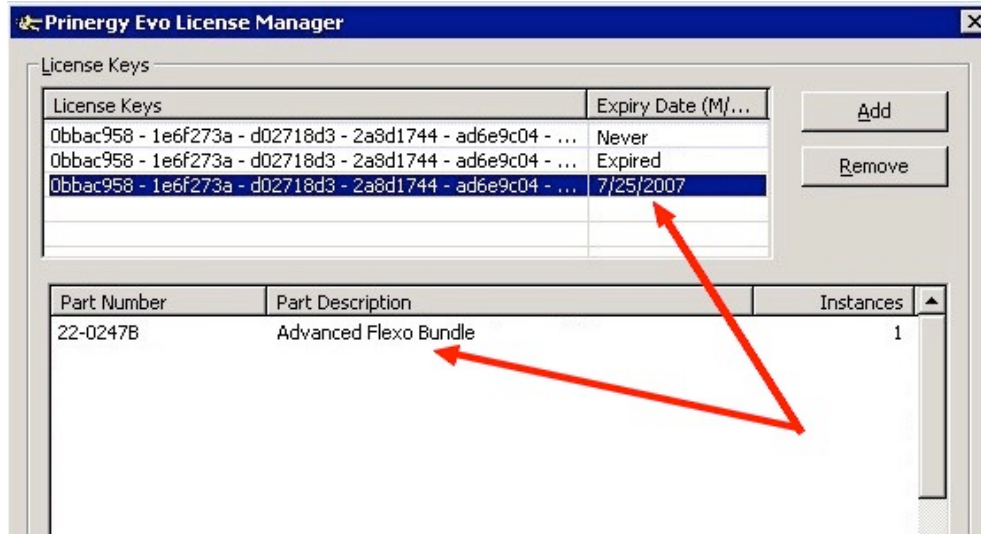 Prinergy Evo License Manager
License Keys
License Keys Expiry Date (M/...
0bbac958 - 1e6f273a - d02718d3 - 2a8d1744 - ad6e9c04 - ... Never
0bbac958 - 1e6f273a - d02718d3 - 2a8d1744 - ad6e9c04 - ... Expired
0bbac958 - 1e6f273a - d02718d3 - 2a8d1744 - ad6e9c04 - ... 7/25/2007
Add
Remove
Part Number Part Description Instances
22-0247B Advanced Flexo Bundle 1